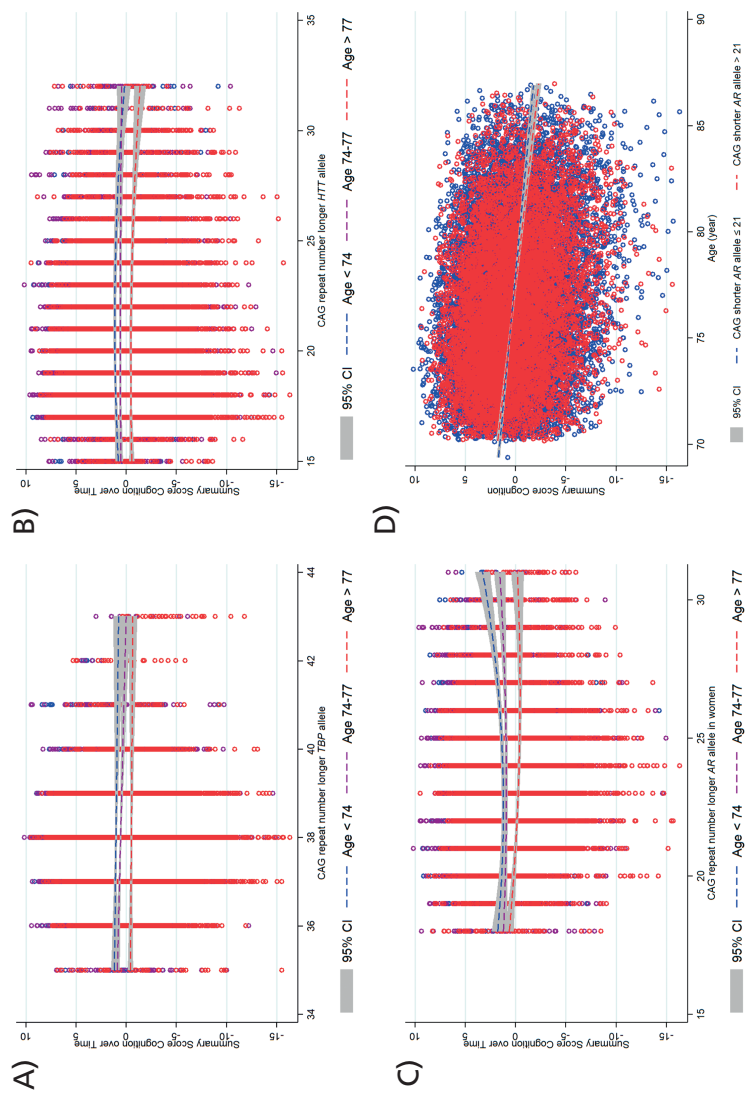 A)
10
5
0
-5
-10
-15
Summary Score Cognition over Time
34
36
38
40
42
44
CAG repeat number longer TBP allele
95% CI
Age < 74
Age 74-77
Age > 77
B)
10
5
0
-5
-10
-15
Summary Score Cognition over Time
15
20
25
30
35
CAG repeat number longer HTT allele
95% CI
Age < 74
Age 74-77
Age > 77
C)
10
5
0
-5
-10
-15
Summary Score Cognition over Time
15
20
25
30
CAG repeat number longer AR allele in women
95% CI
Age < 74
Age 74-77
Age > 77
D)
10
5
0
-5
-10
-15
Summary Score Cognition
70
75
80
85
90
Age (year)
95% CI
CAG shorter AR allele ≤ 21
CAG shorter AR allele > 21